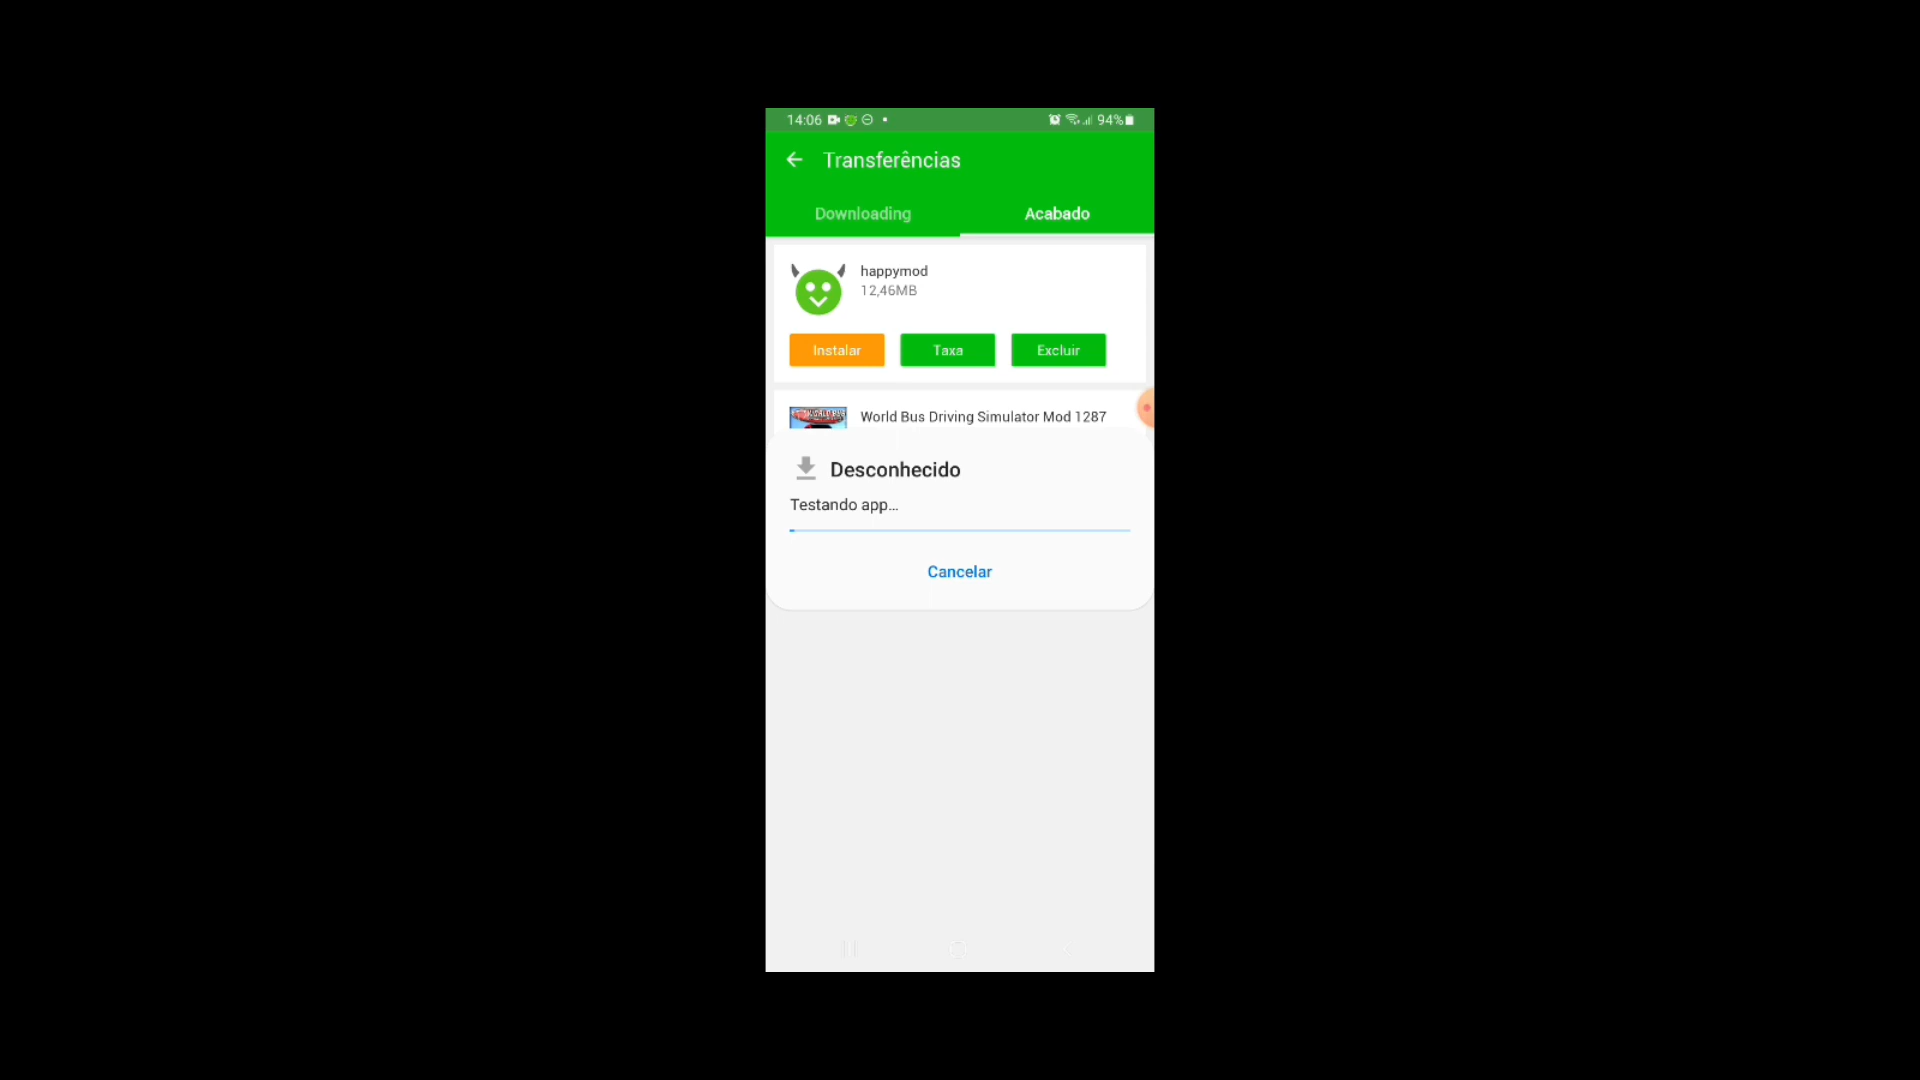 14:06 94%
Transferências
Downloading Acabado
happymod
12,46MB
Instalar Taxa Excluir
World Bus Driving Simulator Mod 1287
Desconhecido
Testando app...
Cancelar